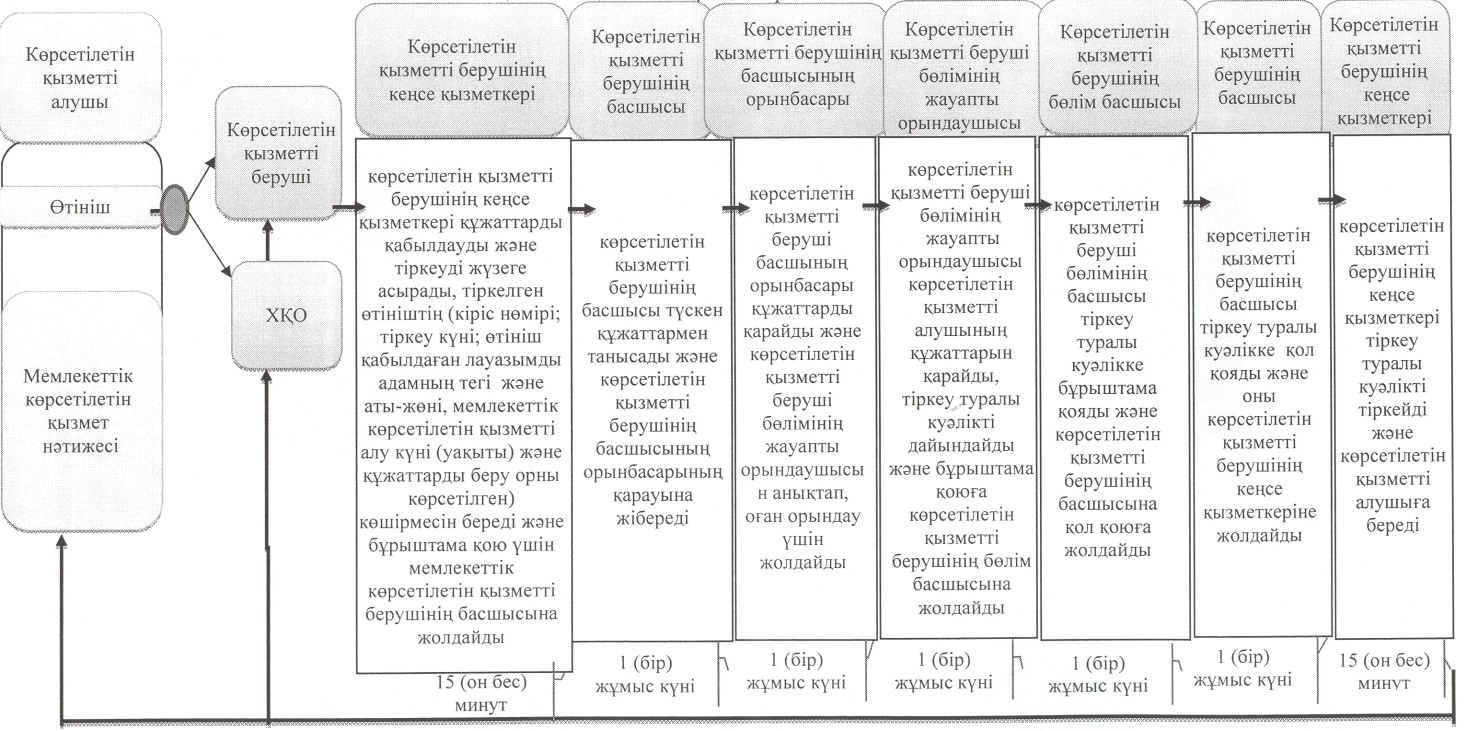 Көрсетілетін
қызметті
алушы
Өтініш
Мемлекеттік
көрсетілетін
қызмет
нәтижесі
Көрсетілетін
қызметті
беруші
ХҚО
Көрсетілетін
қызметті берушінің
кеңсе қызметкері
көрсетілетін қызметті
берушінің кеңсе
қызметкері құжаттарды
қабылдауды және
тіркеуді жүзеге
асырады, тіркелген
өтініштің (кіріс нөмірі;
тіркеу күні; өтініш
қабылдаған лауазымды
адамның тегі және
аты-жөні, мемлекеттік
көрсетілетін қызметті
алу күні (уақыты) және
құжаттарды беру орны
көрсетілген)
көшірмесін береді және
бұрыштама қою үшін
мемлекеттік
көрсетілетін қызметті
берушінің басшысына
жолдайды
15 (он бес)
минут
Көрсетілетін
қызметті
берушінің
басшысы
көрсетілетін
қызметті
берушінің
басшысы түскен
құжаттармен
танысады және
көрсетілетін
қызметті
берушінің
басшысының
орынбасарының
қарауына
жібереді
1 (бір)
жұмыс күні
Көрсетілетін
қызметті берушінің
басшысының
орынбасары
көрсетілетін
қызметті
беруші
басшының
орынбасары
құжаттарды
қарайды және
көрсетілетін
қызметті
беруші
бөлімінің
жауапты
орындаушысы
н анықтап,
оған орындау
үшін
жолдайды
1 (бір)
жұмыс күні
Көрсетілетін
қызметті беруші
бөлімінің
жауапты
орындаушысы
көрсетілетін
қызметті беруші
бөлімінің
жауапты
орындаушысы
көрсетілетін
қызметті
алушының
құжаттарын
қарайды,
тіркеу туралы
куәлікті
дайындайды
және бұрыштама
қоюға
көрсетілетін
қызметті
берушінің бөлім
басшысына
жолдайды
1 (бір)
жұмыс күні
Көрсетілетін
қызметті
берушінің
бөлім басшысы
көрсетілетін
қызметті
беруші
бөлімінің
басшысы
тіркеу
туралы
куәлікке
бұрыштама
қояды және
көрсетілетін
қызметті
берушінің
басшысына
қол қоюға
жолдайды
1 (бір)
жұмыс күні
Көрсетілетін
қызметті
берушінің
басшысы
көрсетілетін
қызметті
берушінің
басшысы
тіркеу туралы
куәлікке қол
қояды және
оны
көрсетілетін
қызметті
берушінің
кеңсе
қызметкеріне
жолдайды
1 (бір)
жұмыс күні
Көрсетілетін
қызметті
берушінің
кеңсе
қызметкері
көрсетілетін
қызметті
берушінің
кеңсе
қызметкері
тіркеу
туралы
куәлікті
тіркейді
және
көрсетілетін
қызметті
алушыға
береді
15 (он бес)
минут